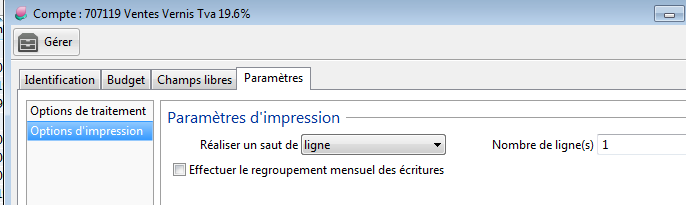 Compte : 707119 Ventes Vernis Tva 19.6%
Gérer
Identification Budget Champs libres Paramètres
Options de traitement
Options d'impression
Paramètres d'impression
Réaliser un saut de ligne Nombre de ligne(s) 1
Effectuer le regroupement mensuel des écritures